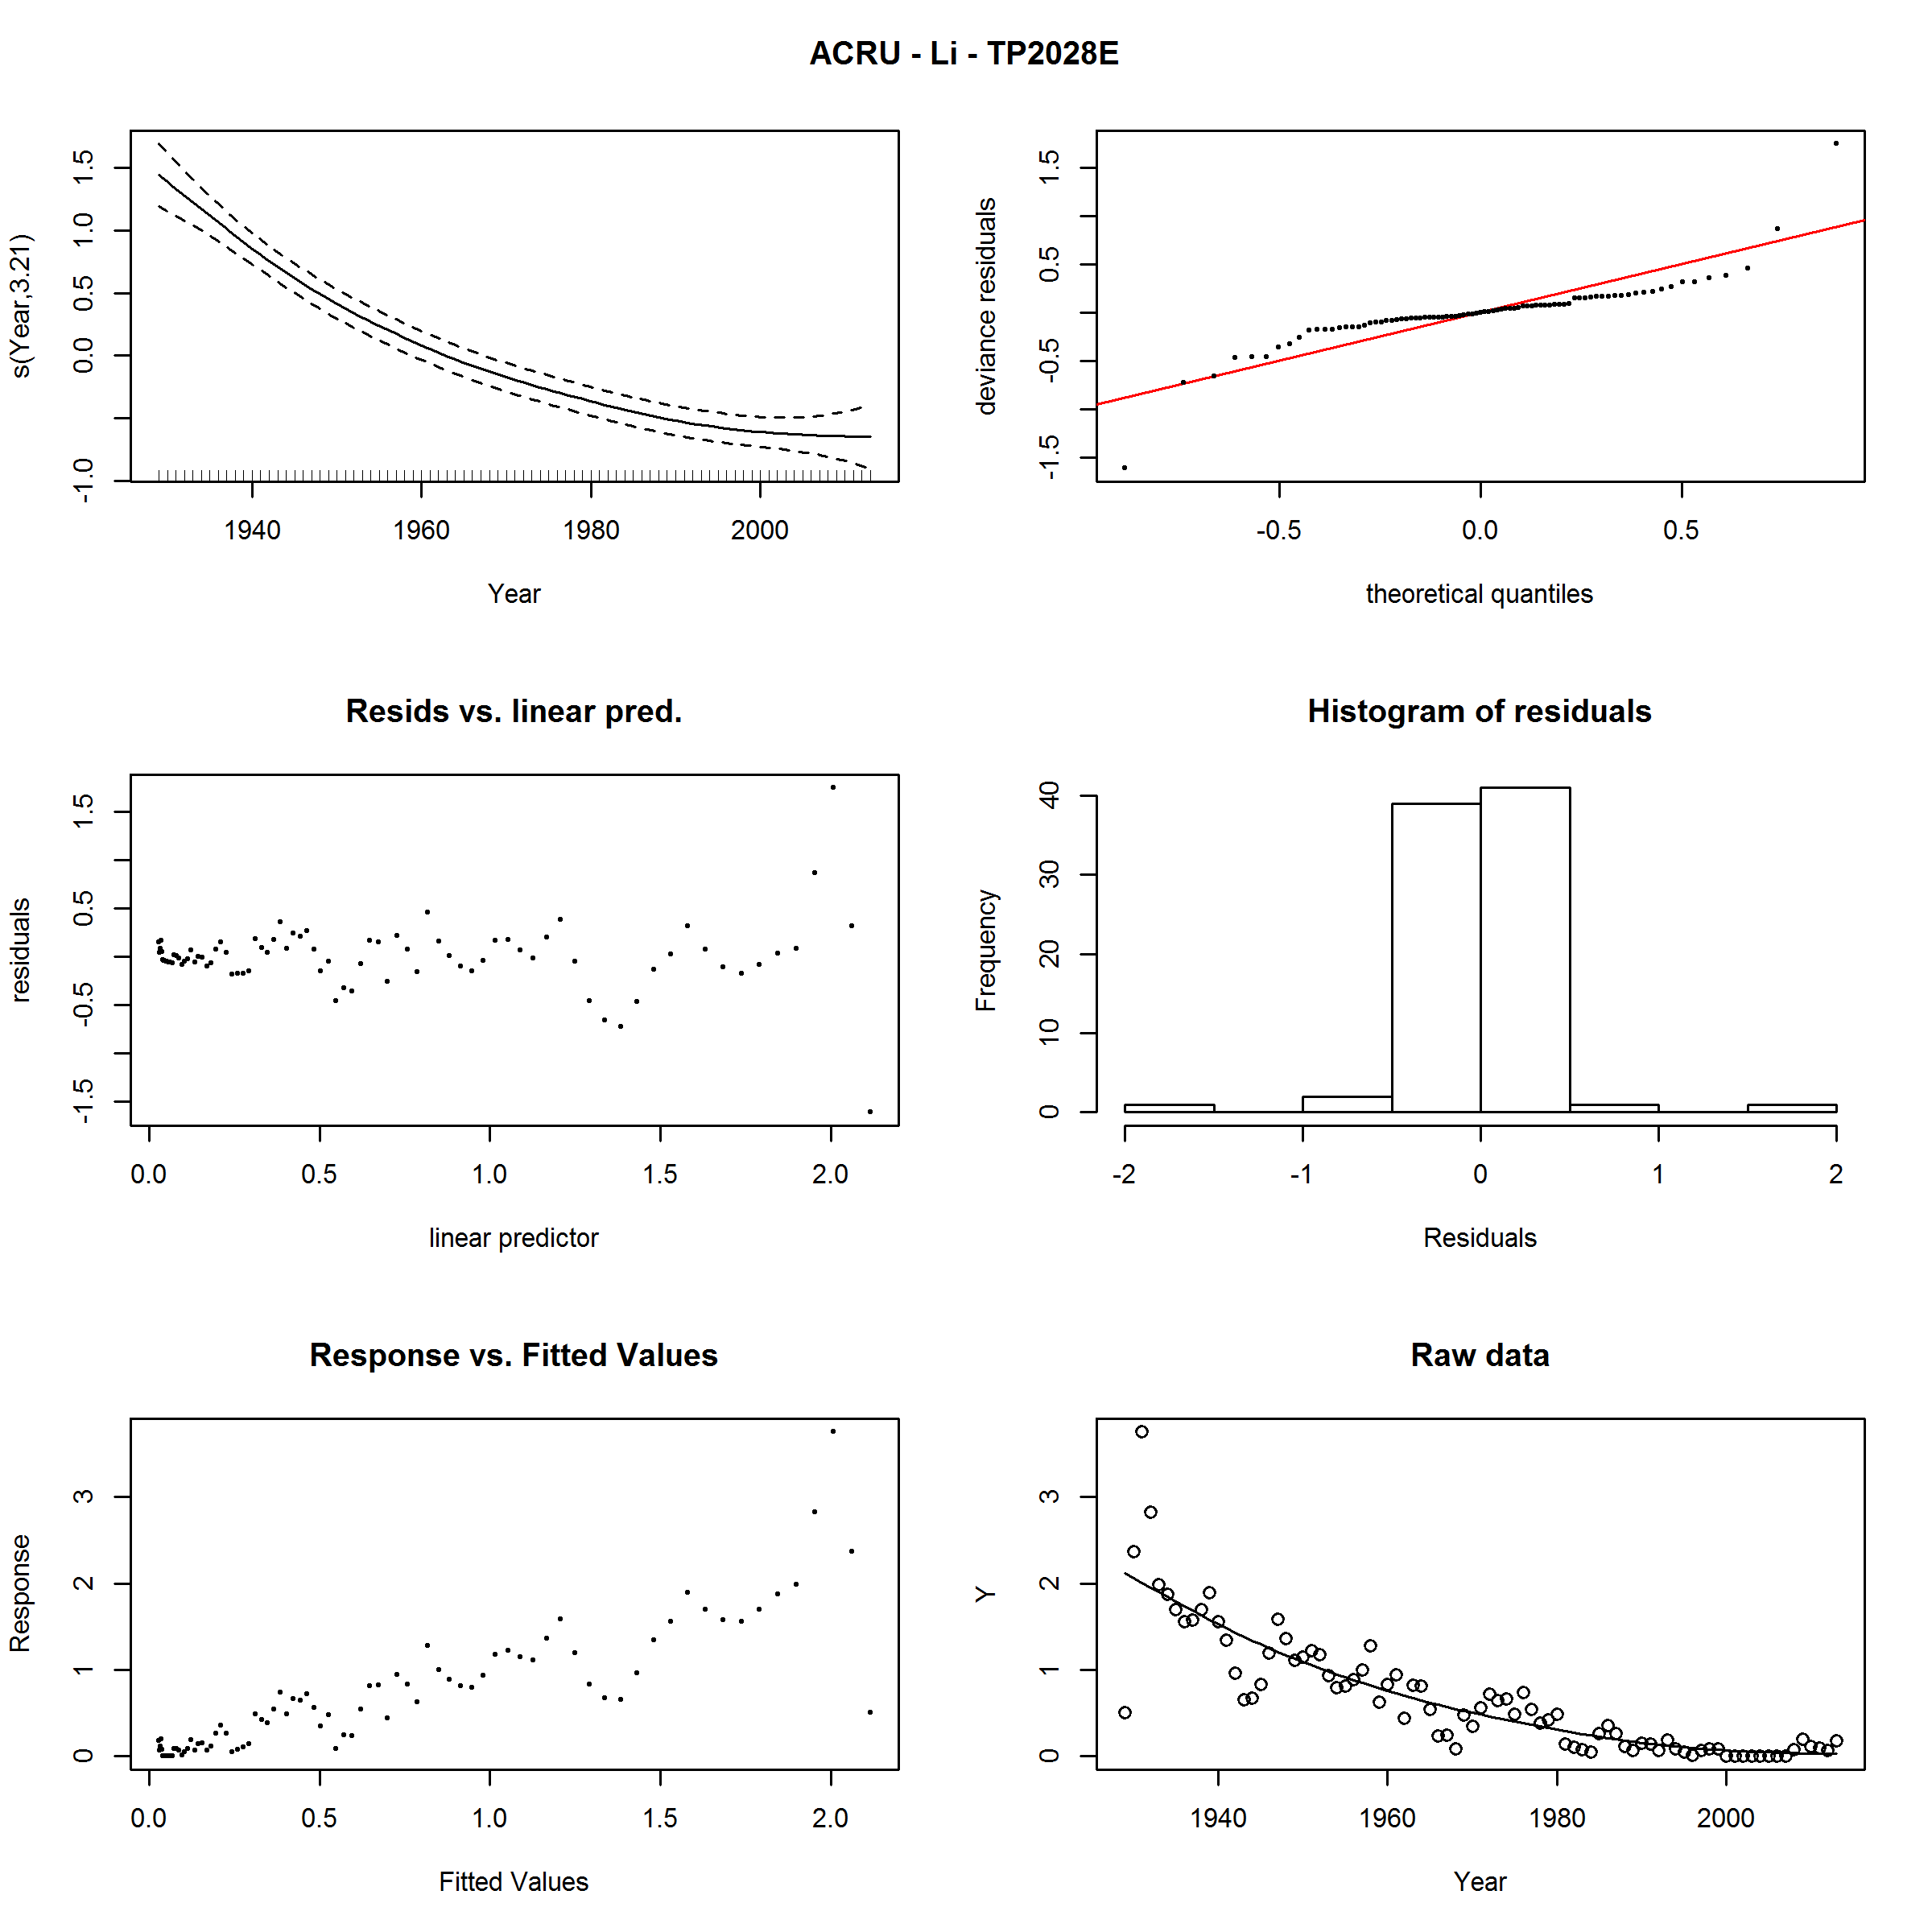 ACRU - Li - TP2028E
s(Year,3.21)
-1.0 0.0 0.5 1.0 1.5
1940 1960 1980 2000
Year
deviance residuals
-1.5 -0.5 0.5 1.5
-0.5 0.0 0.5
theoretical quantiles
Resids vs. linear pred.
residuals
-1.5 -0.5 0.5 1.5
0.0 0.5 1.0 1.5 2.0
linear predictor
Histogram of residuals
Frequency
0 10 20 30 40
-2 -1 0 1 2
Residuals
Response vs. Fitted Values
Response
0 1 2 3
0.0 0.5 1.0 1.5 2.0
Fitted Values
Raw data
Y
0 1 2 3
1940 1960 1980 2000
Year